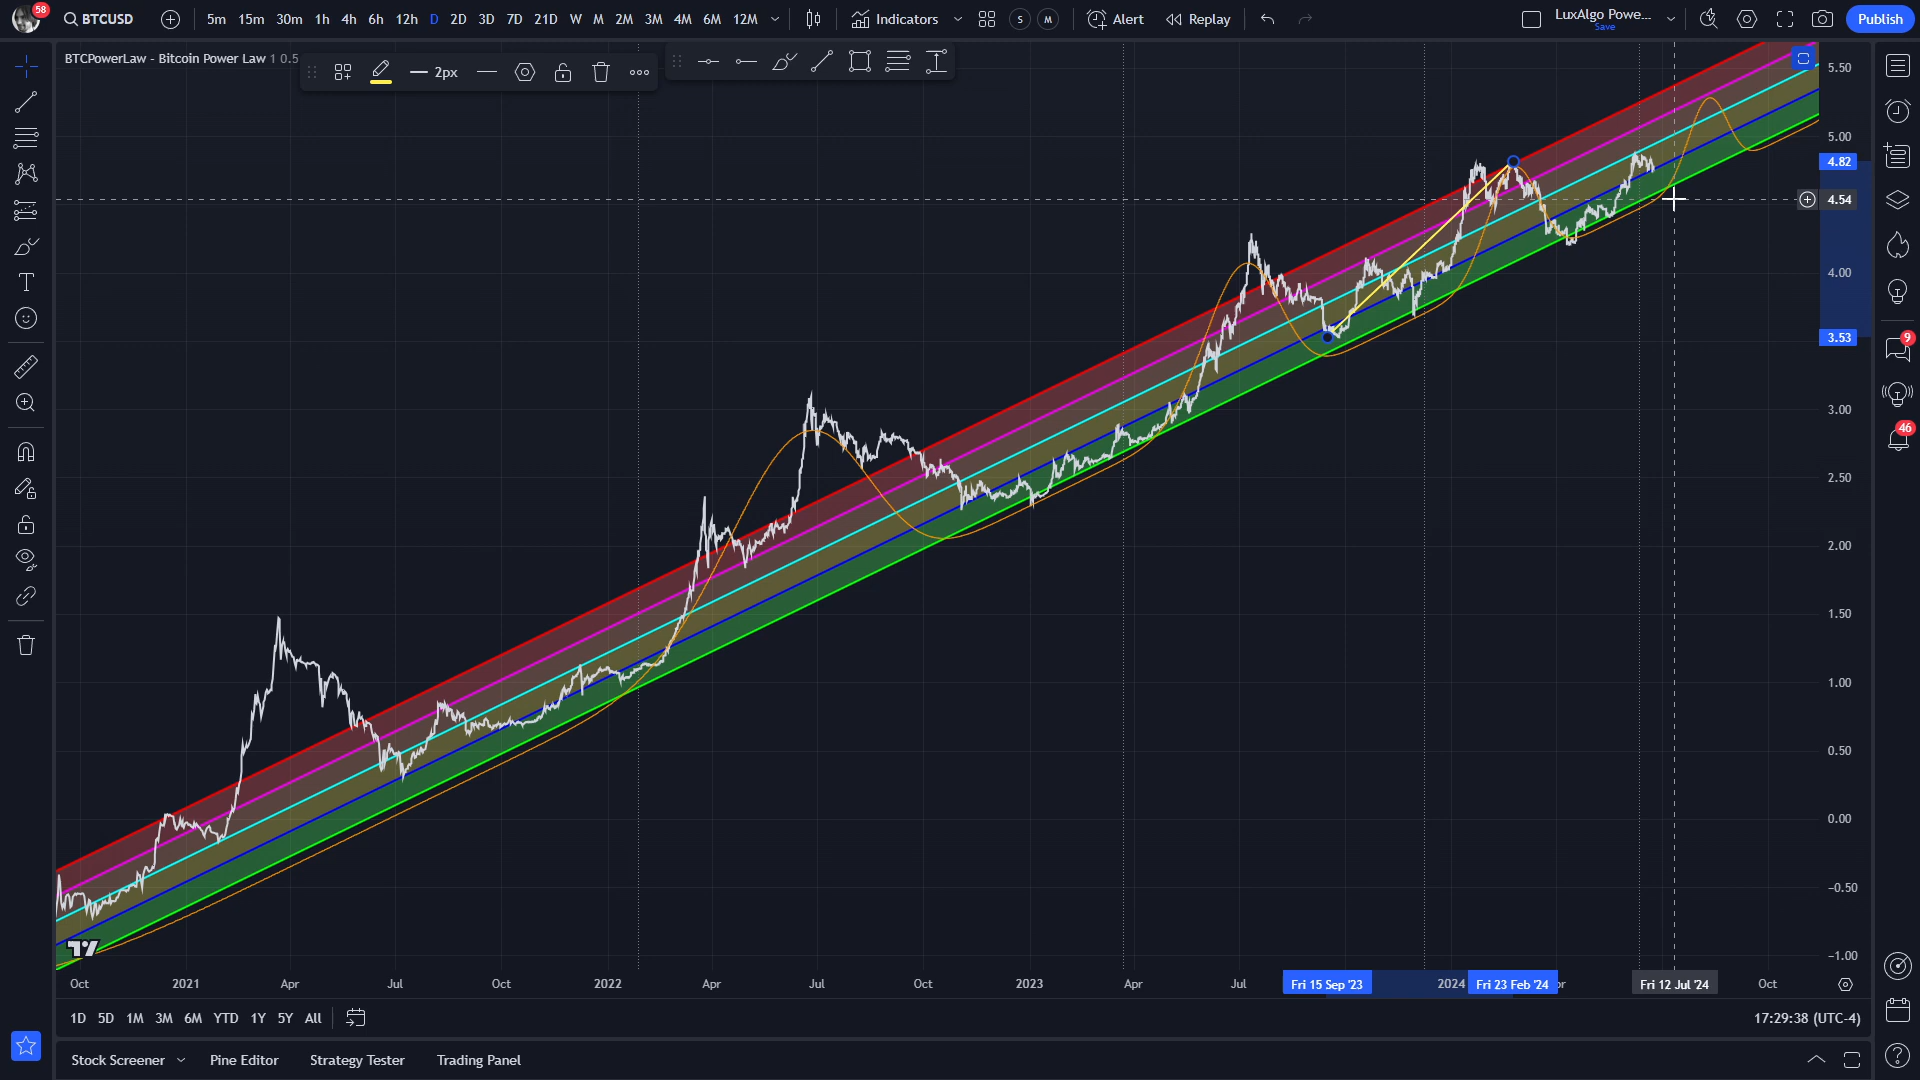 58
BTCUSD
5m 15m 30m 1h 4h 6h 12h D 2D 3D 7D 21D W M 2M 3M 4M 6M 12M
Indicators
S
M
Alert
Replay
LuxAlgo Powe...
Save
Publish
BTCPowerLaw - Bitcoin Power Law 1 0.5
2px
5.50
5.00
4.82
4.54
4.00
3.53
3.00
2.50
2.00
1.50
1.00
0.50
0.00
−0.50
−1.00
9
46
Oct 2021 Apr Jul Oct 2022 Apr Jul Oct 2023 Apr Jul Fri 15 Sep '23 2024 Fri 23 Feb '24 Fri 12 Jul '24 Oct
1D 5D 1M 3M 6M YTD 1Y 5Y All
17:29:38 (UTC-4)
Stock Screener Pine Editor Strategy Tester Trading Panel